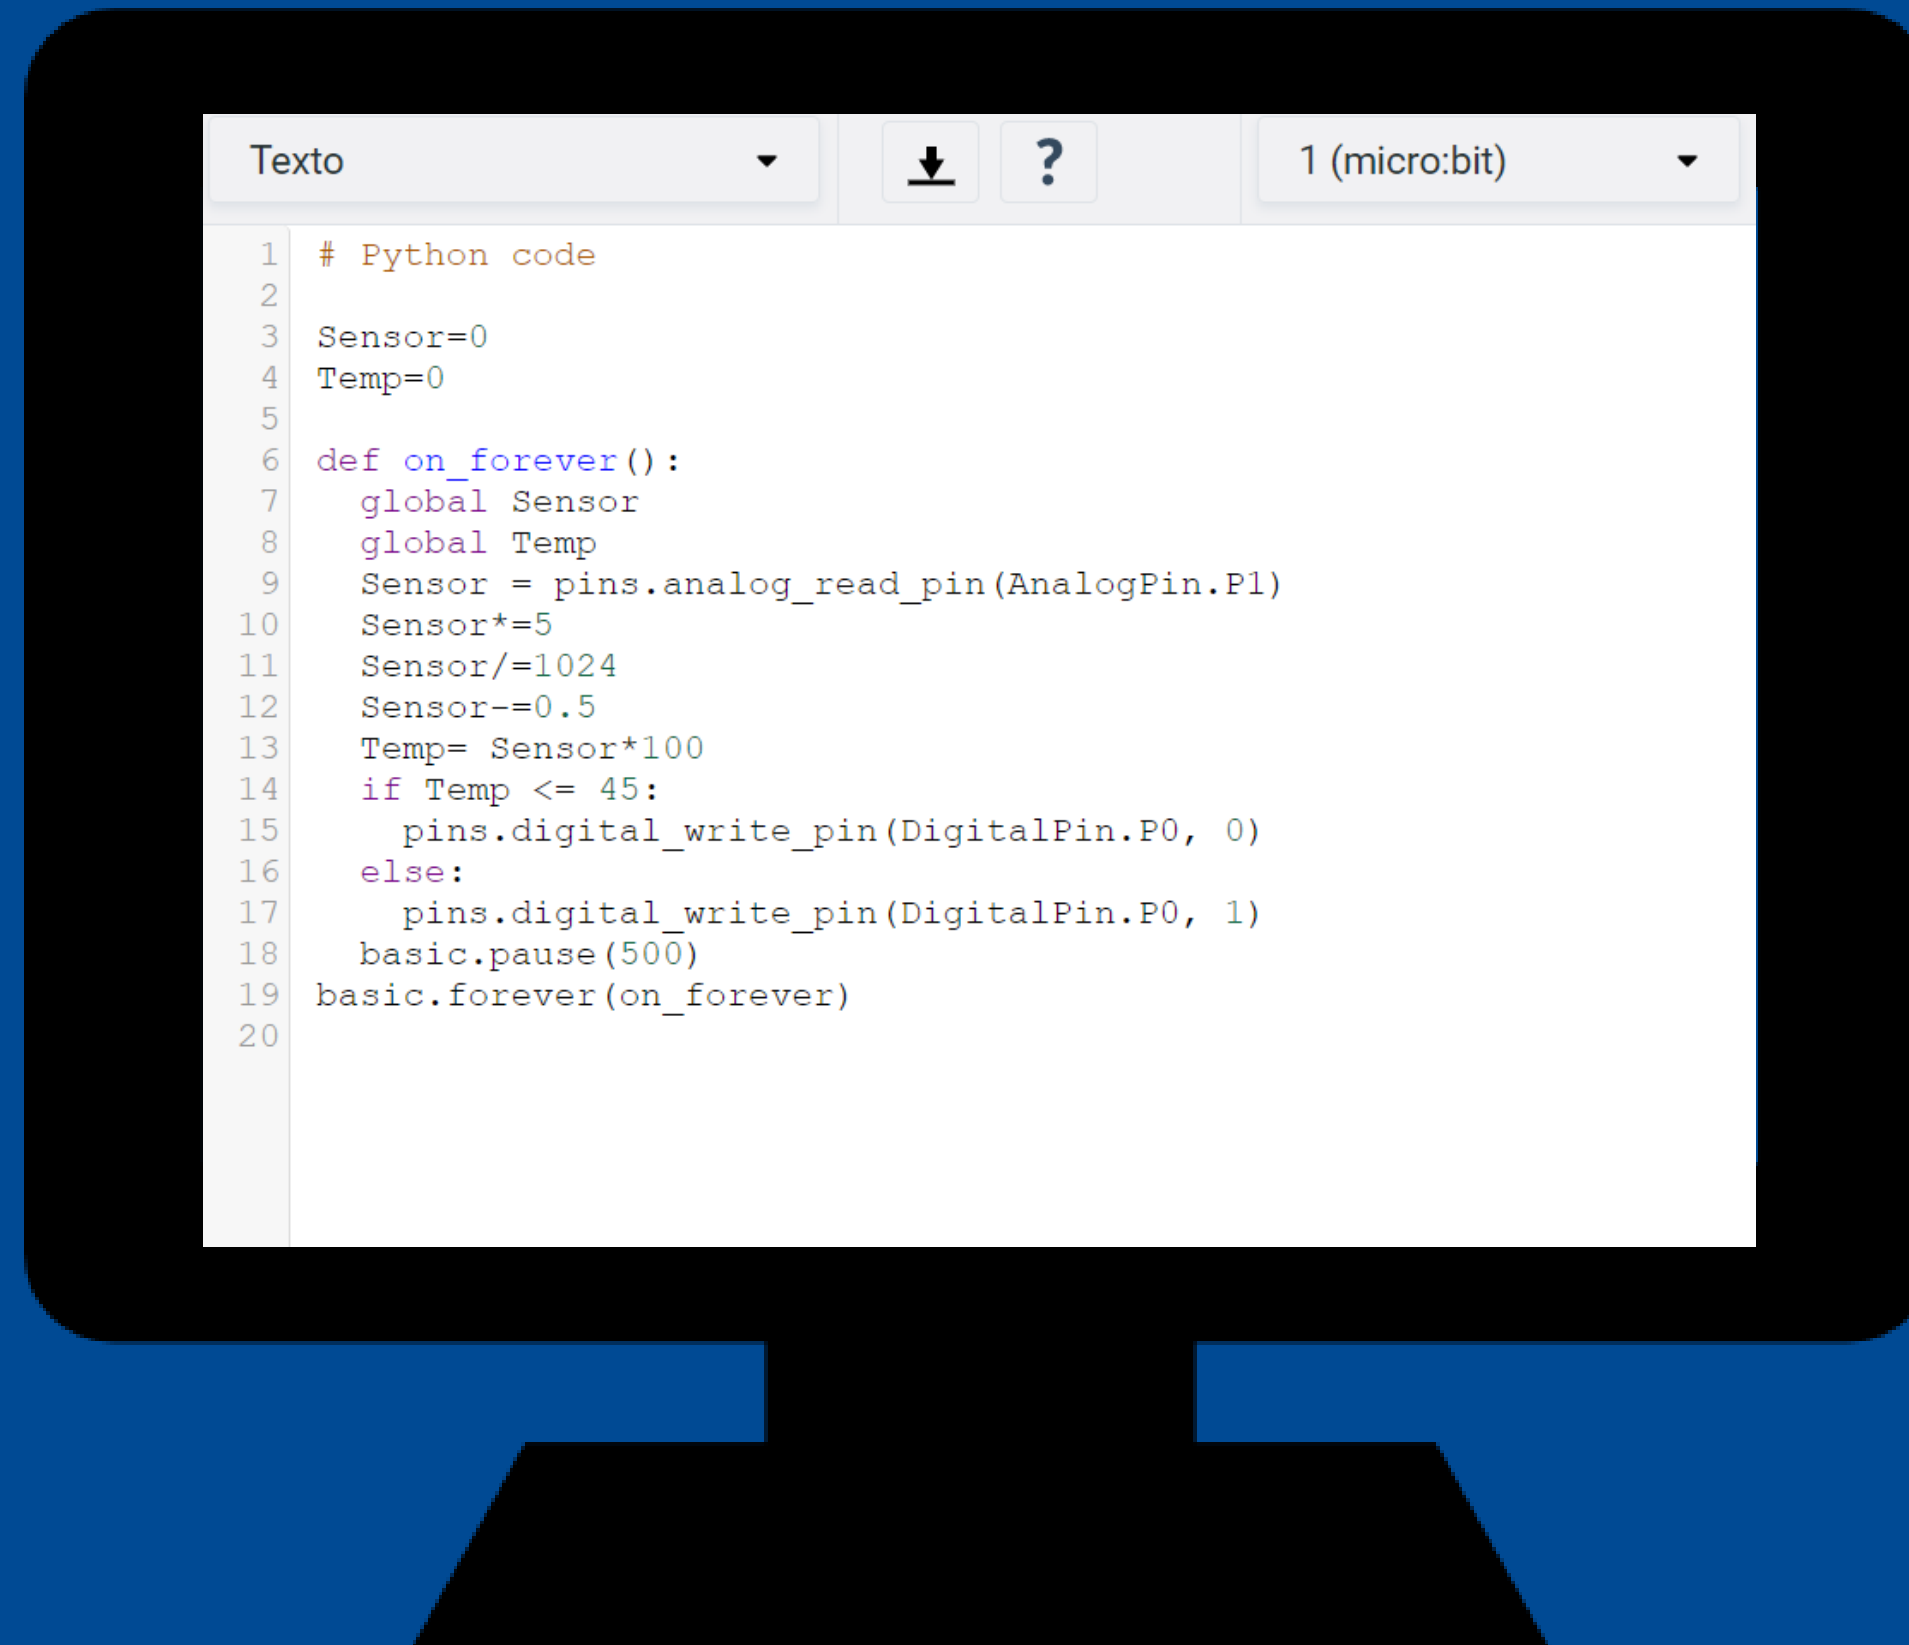 Texto
?
1 (micro:bit)
1 # Python code
2
3 Sensor=0
4 Temp=0
5
6 def on_forever():
7   global Sensor
8   global Temp
9   Sensor = pins.analog_read_pin(AnalogPin.P1)
10   Sensor*=5
11   Sensor/=1024
12   Sensor-=0.5
13   Temp= Sensor*100
14   if Temp <= 45:
15     pins.digital_write_pin(DigitalPin.P0, 0)
16   else:
17     pins.digital_write_pin(DigitalPin.P0, 1)
18   basic.pause(500)
19 basic.forever(on_forever)
20